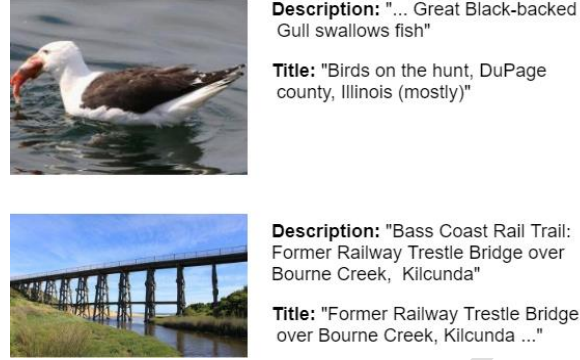 Description: "... Great Black-backed
Gull swallows fish"
Title: "Birds on the hunt, DuPage
county, Illinois (mostly)"
Description: "Bass Coast Rail Trail:
Former Railway Trestle Bridge over
Bourne Creek, Kilcunda"
Title: "Former Railway Trestle Bridge
over Bourne Creek, Kilcunda ..."